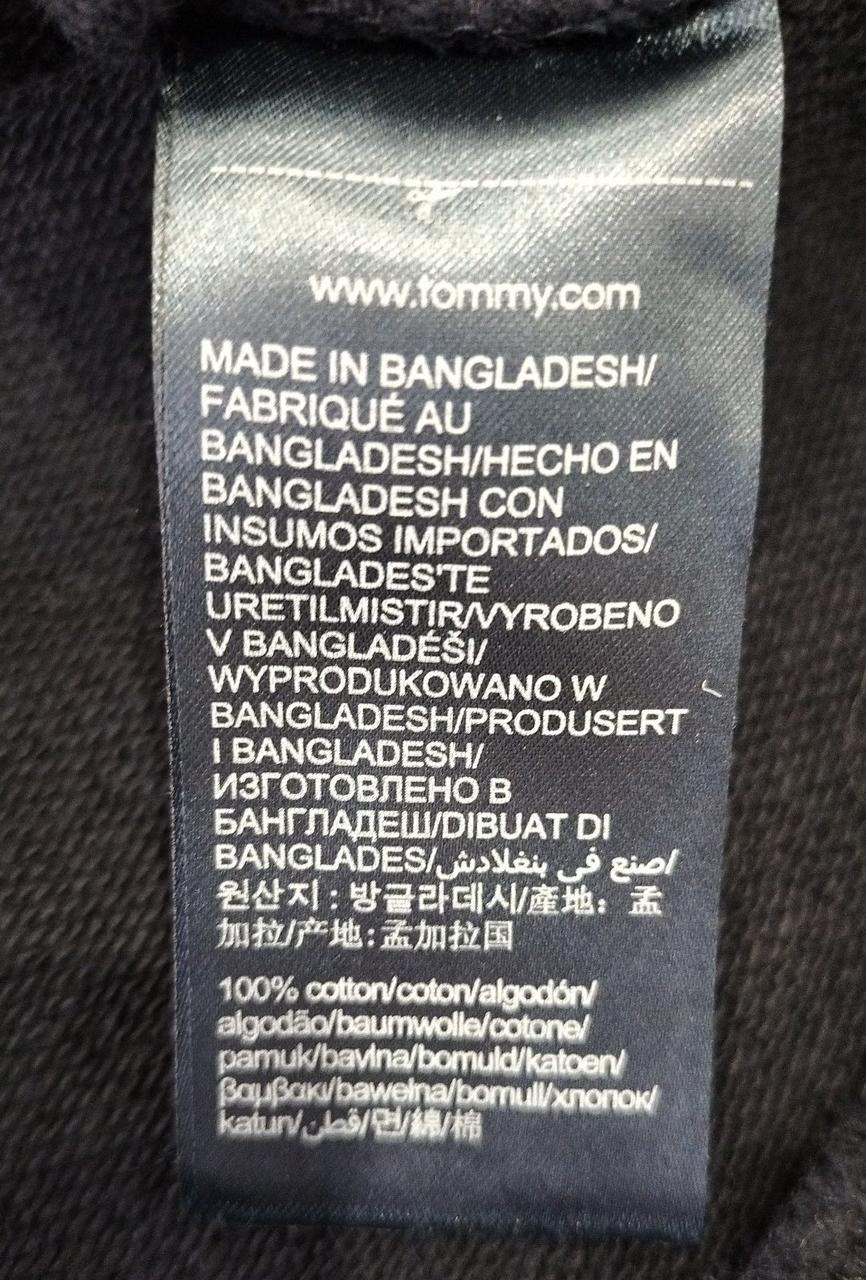 www.tommy.com
MADE IN BANGLADESH/
FABRIQUÉ AU
BANGLADESH/HECHO EN
BANGLADESH CON
INSUMOS IMPORTADOS/
BANGLADES'TE
URETILMISTIR/VYROBENO
V BANGLADÉŠI/
WYPRODUKOWANO W
BANGLADESH/PRODUSERT
I BANGLADESH/
ИЗГОТОВЛЕНО В
БАНГЛАДЕШ/DIBUAT DI
BANGLADES/صنع في بنغلادش/
원산지 : 방글라데시/產地： 孟
加拉/产地:孟加拉国
100% cotton/coton/algodón/
algodão/baumwolle/cotone/
pamuk/bavlna/bomuld/katoen/
βαμβακι/bawełna/bomull/хлопок/
katun/قطن/면/綿/棉